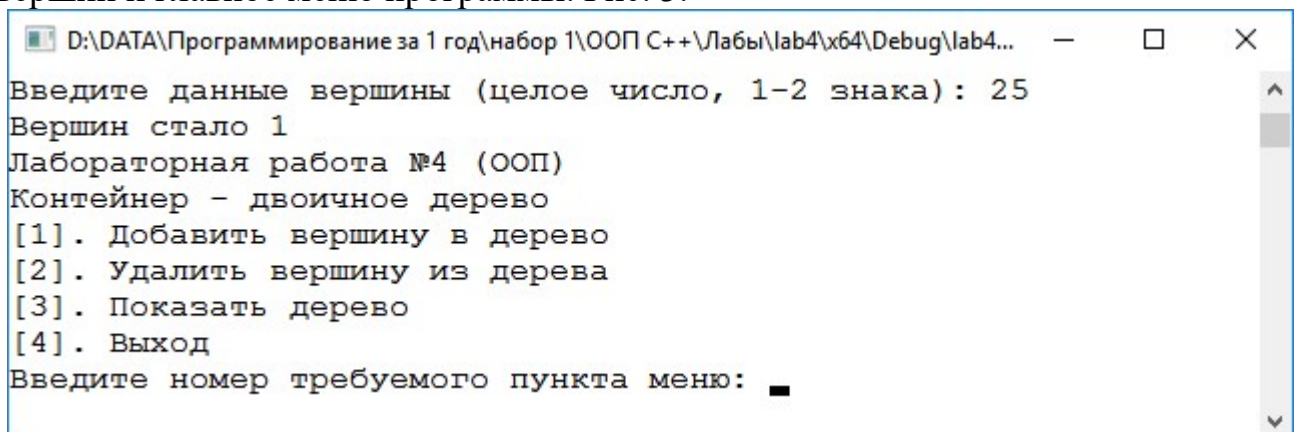 D:\DATA\Программирование за 1 год\набор 1\ООП C++\Лабы\lab4\x64\Debug\lab4...
Введите данные вершины (целое число, 1-2 знака): 25
Вершин стало 1
Лабораторная работа №4 (ООП)
Контейнер - двоичное дерево
[1]. Добавить вершину в дерево
[2]. Удалить вершину из дерева
[3]. Показать дерево
[4]. Выход
Введите номер требуемого пункта меню: